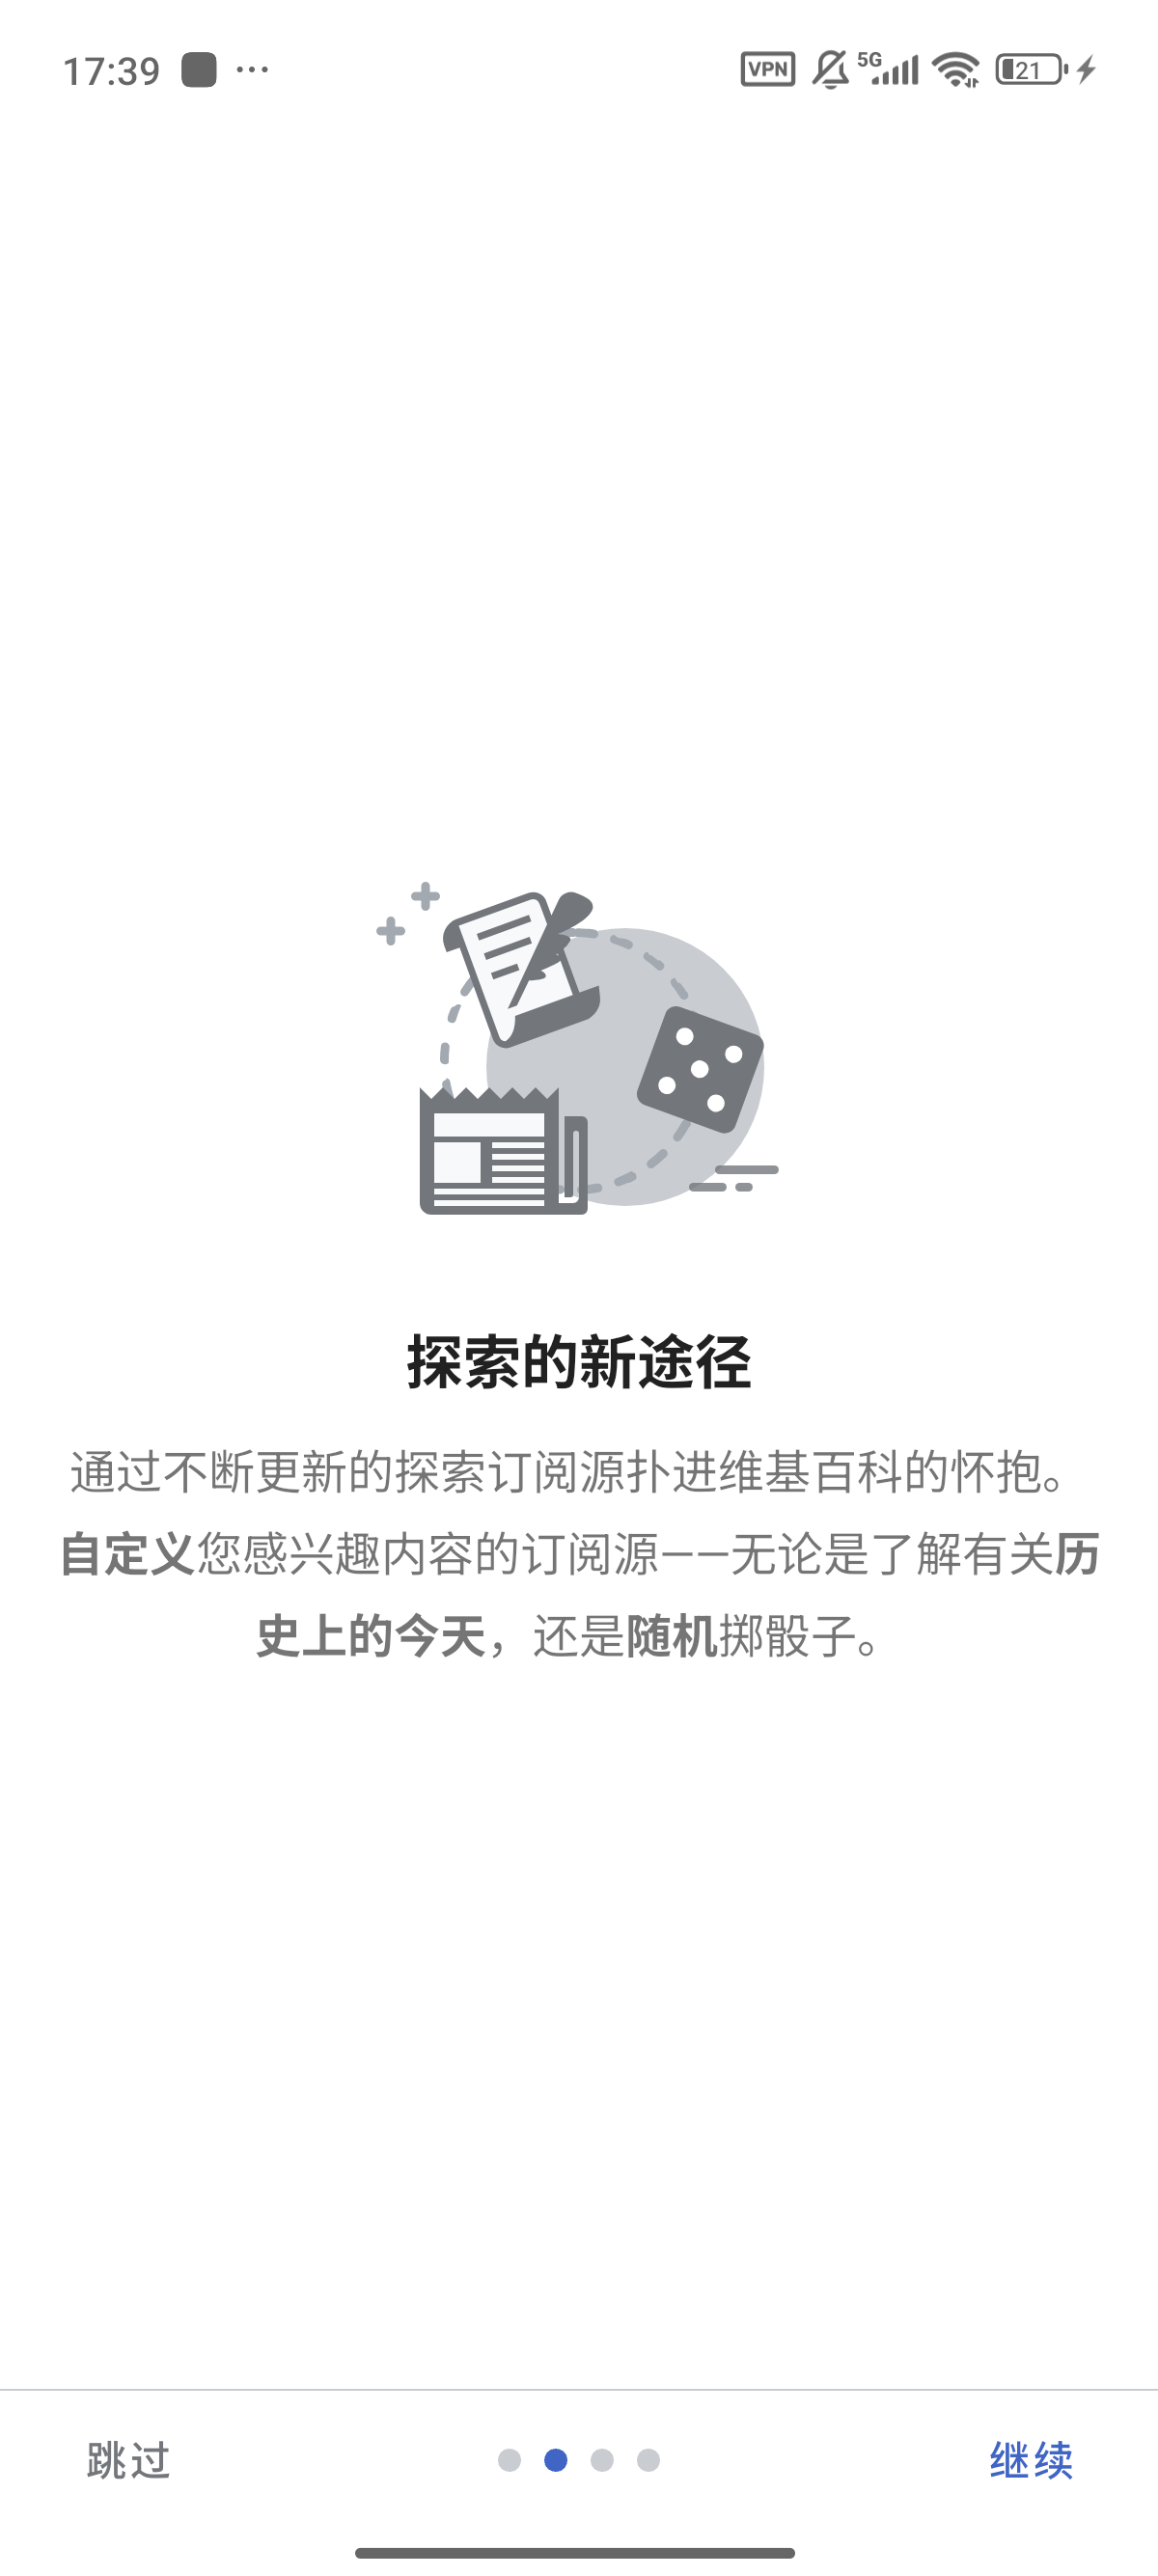 17:39 ··· VPN 5G 21
探索的新途径
通过不断更新的探索订阅源扑进维基百科的怀抱。
自定义您感兴趣内容的订阅源——无论是了解有关历
史上的今天，还是随机掷骰子。
跳过 继续